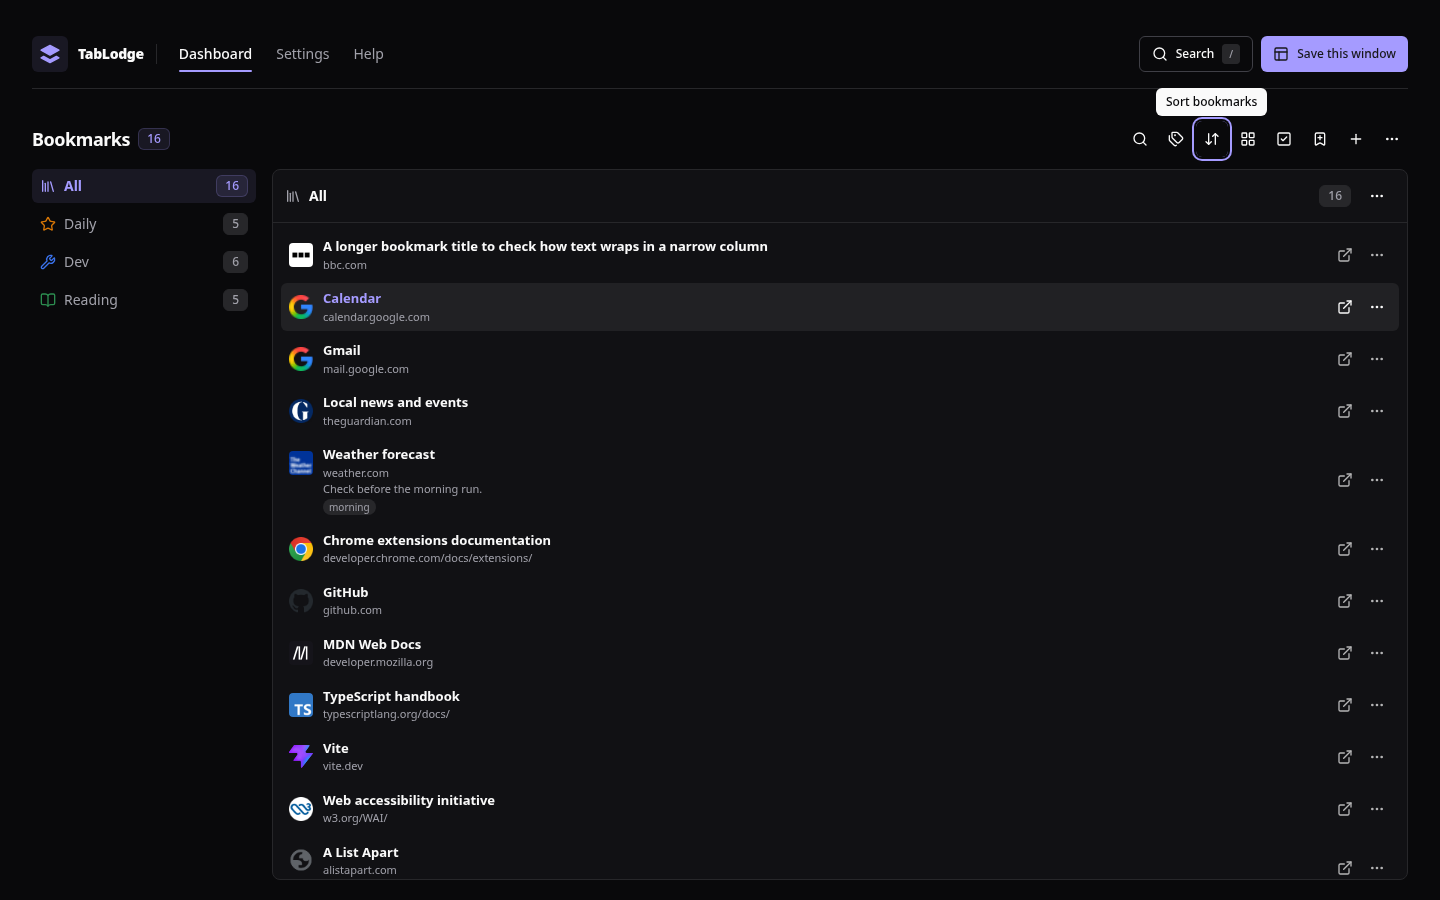 TabLodge
Dashboard
Settings
Help
Search /
Save this window
Sort bookmarks
Bookmarks 16
All 16
Daily 5
Dev 6
Reading 5
All 16
A longer bookmark title to check how text wraps in a narrow column
bbc.com
Calendar
calendar.google.com
Gmail
mail.google.com
Local news and events
theguardian.com
The
Weather
Channel
Weather forecast
weather.com
Check before the morning run.
morning
Chrome extensions documentation
developer.chrome.com/docs/extensions/
GitHub
github.com
MDN Web Docs
developer.mozilla.org
TS
TypeScript handbook
typescriptlang.org/docs/
Vite
vite.dev
Web accessibility initiative
w3.org/WAI/
A List Apart
alistapart.com